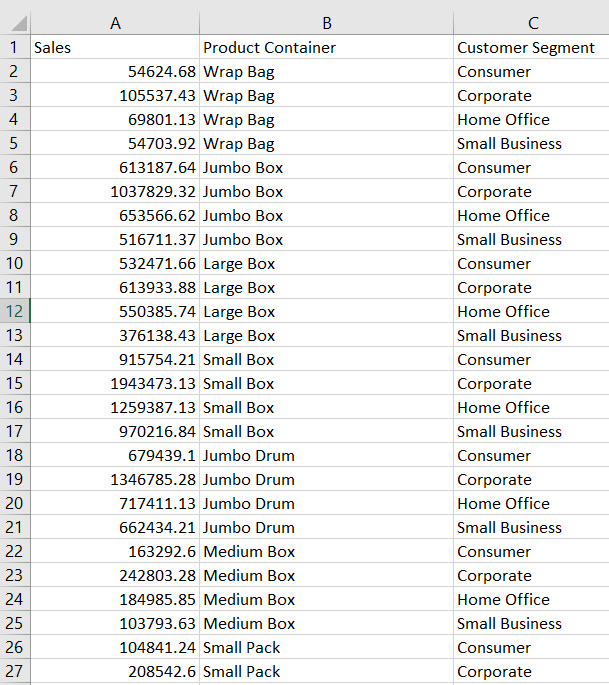 A B C
1 Sales Product Container Customer Segment
2 54624.68 Wrap Bag Consumer
3 105537.43 Wrap Bag Corporate
4 69801.13 Wrap Bag Home Office
5 54703.92 Wrap Bag Small Business
6 613187.64 Jumbo Box Consumer
7 1037829.32 Jumbo Box Corporate
8 653566.62 Jumbo Box Home Office
9 516711.37 Jumbo Box Small Business
10 532471.66 Large Box Consumer
11 613933.88 Large Box Corporate
12 550385.74 Large Box Home Office
13 376138.43 Large Box Small Business
14 915754.21 Small Box Consumer
15 1943473.13 Small Box Corporate
16 1259387.13 Small Box Home Office
17 970216.84 Small Box Small Business
18 679439.1 Jumbo Drum Consumer
19 1346785.28 Jumbo Drum Corporate
20 717411.13 Jumbo Drum Home Office
21 662434.21 Jumbo Drum Small Business
22 163292.6 Medium Box Consumer
23 242803.28 Medium Box Corporate
24 184985.85 Medium Box Home Office
25 103793.63 Medium Box Small Business
26 104841.24 Small Pack Consumer
27 208542.6 Small Pack Corporate